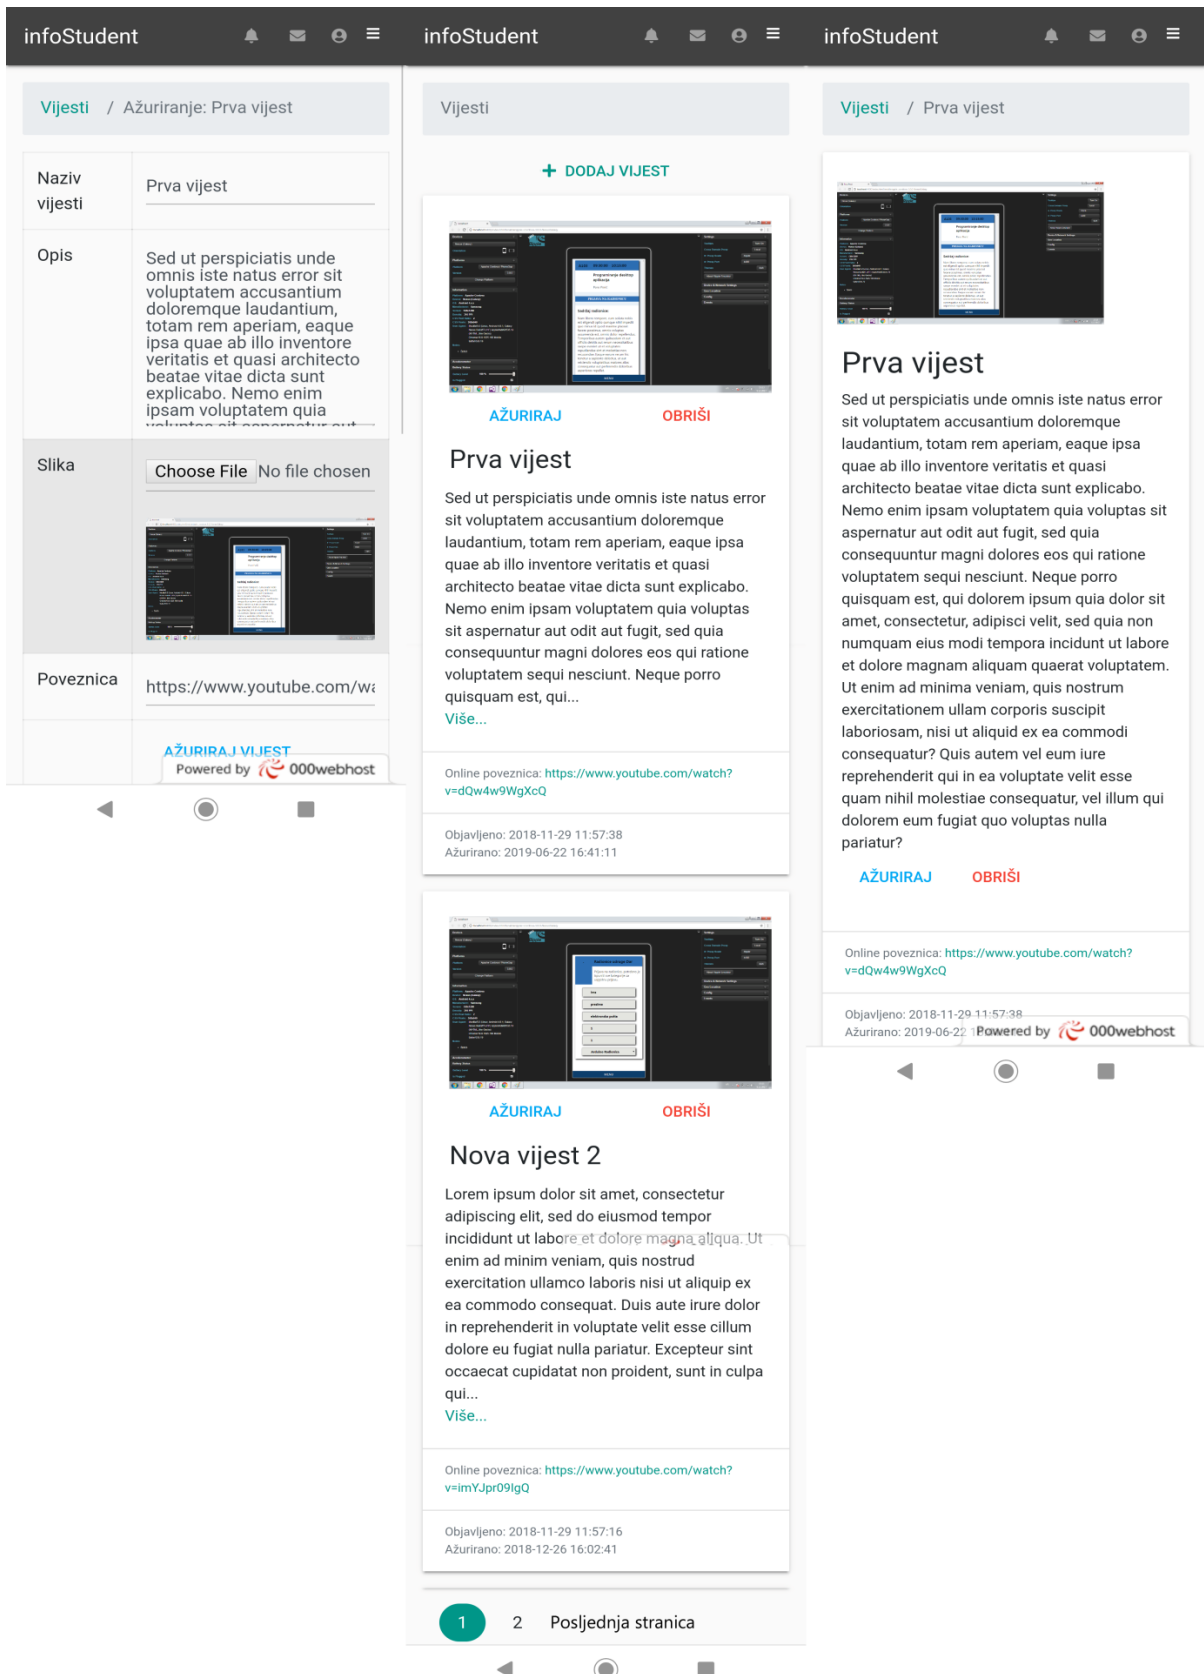 infoStudent
Vijesti / Ažuriranje: Prva vijest
Naziv
vijesti
Prva vijest
Opis
Sed ut perspiciatis unde
omnis iste natus error sit
voluptatem accusantium
doloremque laudantium,
totam rem aperiam, eaque
ipsa quae ab illo inventore
veritatis et quasi architecto
beatae vitae dicta sunt
explicabo. Nemo enim
ipsam voluptatem quia
voluptas sit aspernatur aut
Slika
Choose File No file chosen
Poveznica
https://www.youtube.com/wa
AŽURIRAJ VIJEST
Powered by 000webhost
infoStudent
Vijesti
+ DODAJ VIJEST
Programiranje desktop
aplikacija
AŽURIRAJ OBRIŠI
Prva vijest
Sed ut perspiciatis unde omnis iste natus error
sit voluptatem accusantium doloremque
laudantium, totam rem aperiam, eaque ipsa
quae ab illo inventore veritatis et quasi
architecto beatae vitae dicta sunt explicabo.
Nemo enim ipsam voluptatem quia voluptas
sit aspernatur aut odit aut fugit, sed quia
consequuntur magni dolores eos qui ratione
voluptatem sequi nesciunt. Neque porro
quisquam est, qui...
Više...
Online poveznica: https://www.youtube.com/watch?
v=dQw4w9WgXcQ
Objavljeno: 2018-11-29 11:57:38
Ažurirano: 2019-06-22 16:41:11
AŽURIRAJ OBRIŠI
Nova vijest 2
Lorem ipsum dolor sit amet, consectetur
adipiscing elit, sed do eiusmod tempor
incididunt ut labore et dolore magna aliqua. Ut
enim ad minim veniam, quis nostrud
exercitation ullamco laboris nisi ut aliquip ex
ea commodo consequat. Duis aute irure dolor
in reprehenderit in voluptate velit esse cillum
dolore eu fugiat nulla pariatur. Excepteur sint
occaecat cupidatat non proident, sunt in culpa
qui...
Više...
Online poveznica: https://www.youtube.com/watch?
v=imYJpr09IgQ
Objavljeno: 2018-11-29 11:57:16
Ažurirano: 2018-12-26 16:02:41
1 2 Posljednja stranica
infoStudent
Vijesti / Prva vijest
Prva vijest
Sed ut perspiciatis unde omnis iste natus error
sit voluptatem accusantium doloremque
laudantium, totam rem aperiam, eaque ipsa
quae ab illo inventore veritatis et quasi
architecto beatae vitae dicta sunt explicabo.
Nemo enim ipsam voluptatem quia voluptas sit
aspernatur aut odit aut fugit, sed quia
consequuntur magni dolores eos qui ratione
voluptatem sequi nesciunt. Neque porro
quisquam est, qui dolorem ipsum quia dolor sit
amet, consectetur, adipisci velit, sed quia non
numquam eius modi tempora incidunt ut labore
et dolore magnam aliquam quaerat voluptatem.
Ut enim ad minima veniam, quis nostrum
exercitationem ullam corporis suscipit
laboriosam, nisi ut aliquid ex ea commodi
consequatur? Quis autem vel eum iure
reprehenderit qui in ea voluptate velit esse
quam nihil molestiae consequatur, vel illum qui
dolorem eum fugiat quo voluptas nulla
pariatur?
AŽURIRAJ OBRIŠI
Online poveznica: https://www.youtube.com/watch?
v=dQw4w9WgXcQ
Objavljeno: 2018-11-29 11:57:38
Ažurirano: 2019-06-22
Powered by 000webhost